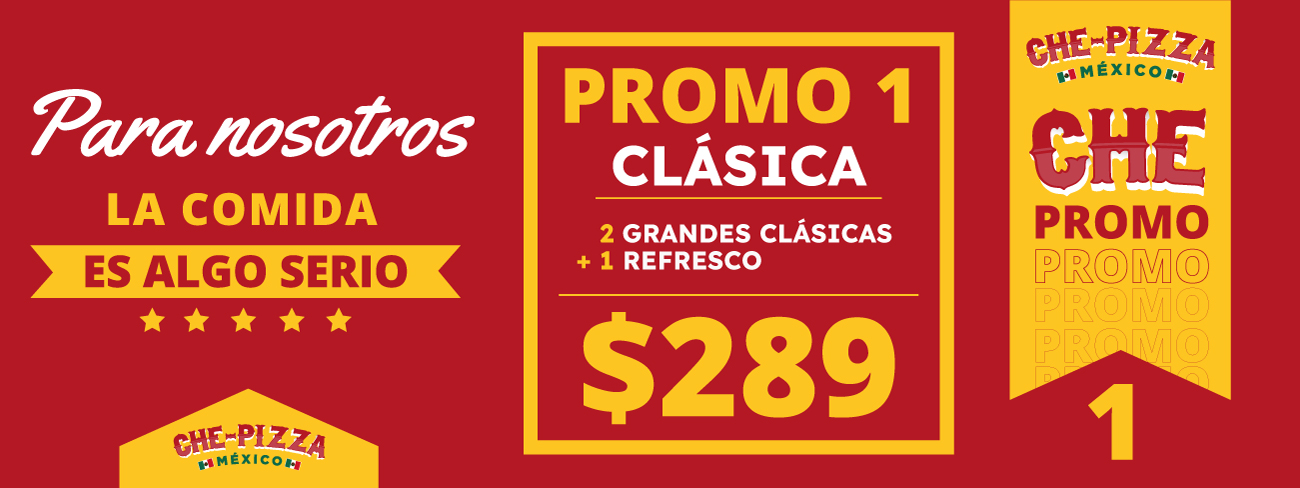 Para nosotros
LA COMIDA
ES ALGO SERIO
CHE-PIZZA
MÉXICO
PROMO 1
CLÁSICA
2 GRANDES CLÁSICAS
+ 1 REFRESCO
$289
CHE-PIZZA
MÉXICO
CHE
PROMO
PROMO
PROMO
PROMO
PROMO
1